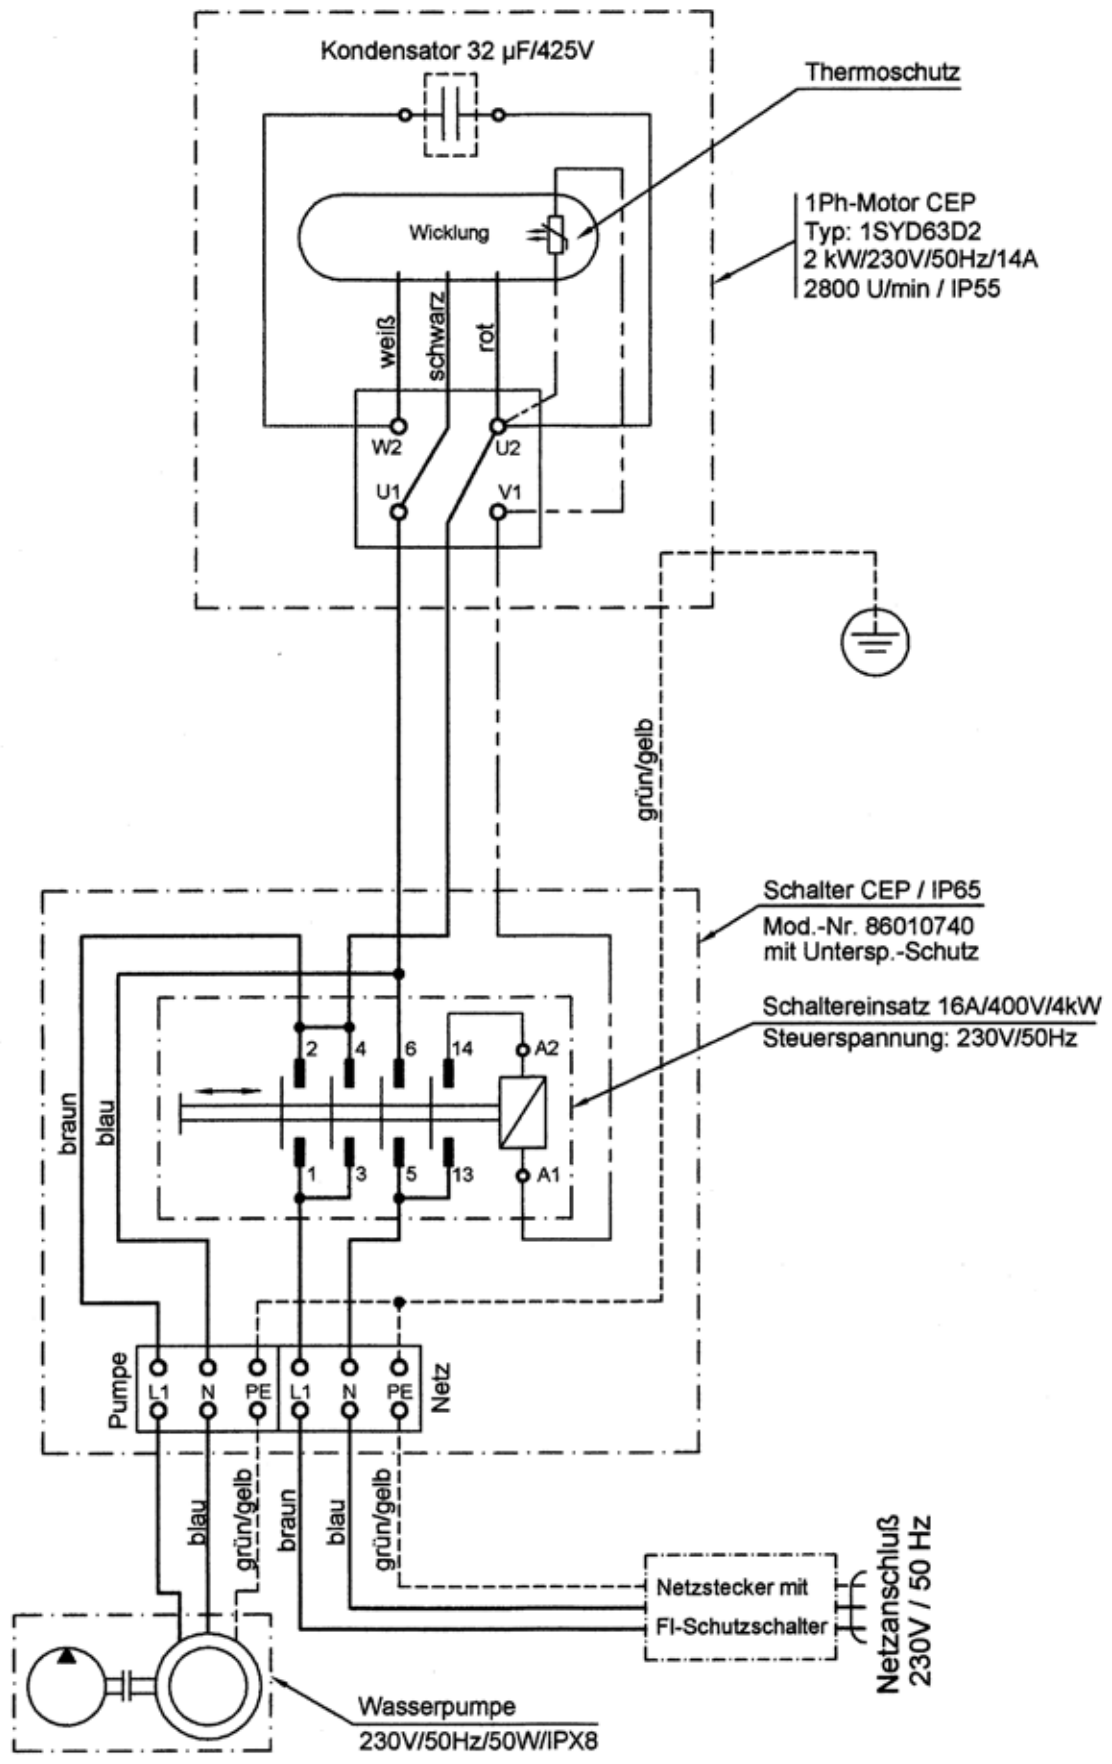 Kondensator 32 µF/425V
Thermoschutz
1Ph-Motor CEP
Typ: 1SYD63D2
2 kW/230V/50Hz/14A
2800 U/min / IP55
Wicklung
weiß
schwarz
rot
W2
U2
U1
V1
grün/gelb
Schalter CEP / IP65
Mod.-Nr. 86010740
mit Untersp.-Schutz
Schaltereinsatz 16A/400V/4kW
Steuerspannung: 230V/50Hz
2
4
6
14
A2
braun
blau
1
3
5
13
A1
Pumpe
L1
N
PE
L1
N
PE
Netz
blau
grün/gelb
braun
blau
grün/gelb
Netzstecker mit
FI-Schutzschalter
Netzanschluß
230V / 50 Hz
Wasserpumpe
230V/50Hz/50W/IPX8